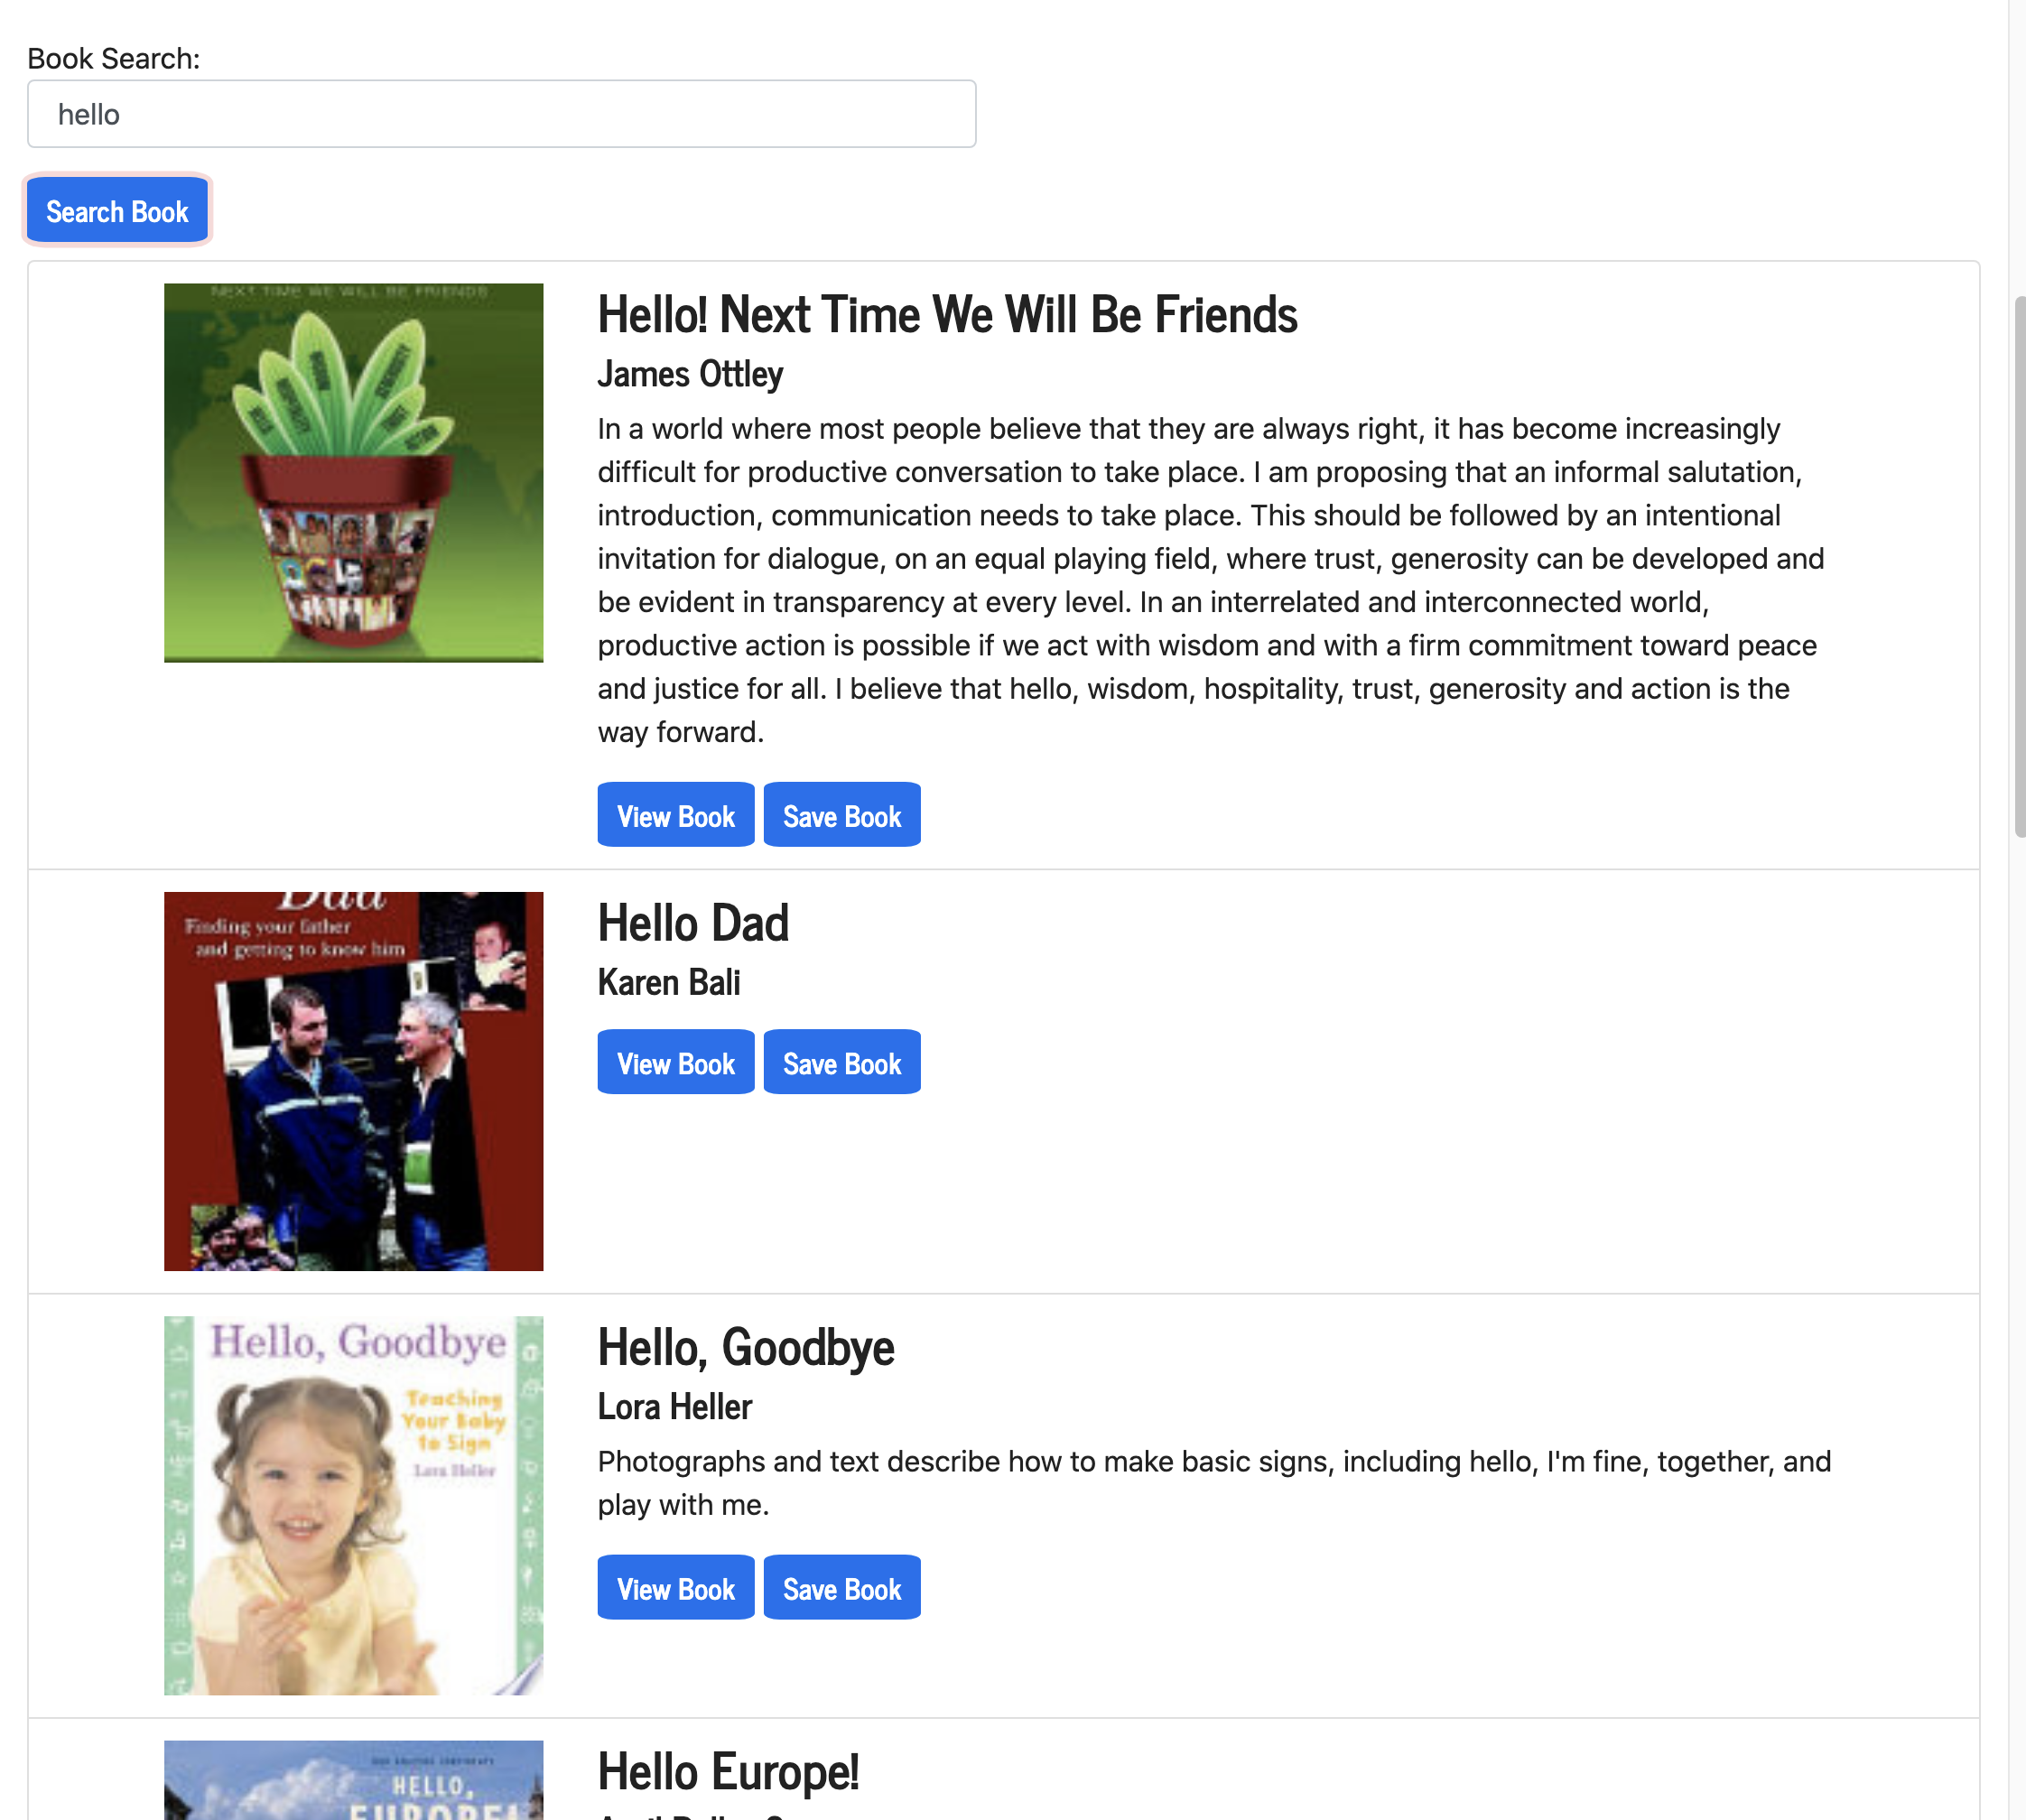 Book Search:
hello
Search Book
NEXT TIME WE WILL BE FRIENDS
Hello! Next Time We Will Be Friends
James Ottley
In a world where most people believe that they are always right, it has become increasingly
difficult for productive conversation to take place. I am proposing that an informal salutation,
introduction, communication needs to take place. This should be followed by an intentional
invitation for dialogue, on an equal playing field, where trust, generosity can be developed and
be evident in transparency at every level. In an interrelated and interconnected world,
productive action is possible if we act with wisdom and with a firm commitment toward peace
and justice for all. I believe that hello, wisdom, hospitality, trust, generosity and action is the
way forward.
View Book Save Book
Dad
Finding your father
and getting to know him
Hello Dad
Karen Bali
View Book Save Book
Hello, Goodbye
Teaching
Your Baby
to Sign
Lora Heller
Hello, Goodbye
Lora Heller
Photographs and text describe how to make basic signs, including hello, I'm fine, together, and
play with me.
View Book Save Book
HELLO,
EUROPE!
Hello Europe!